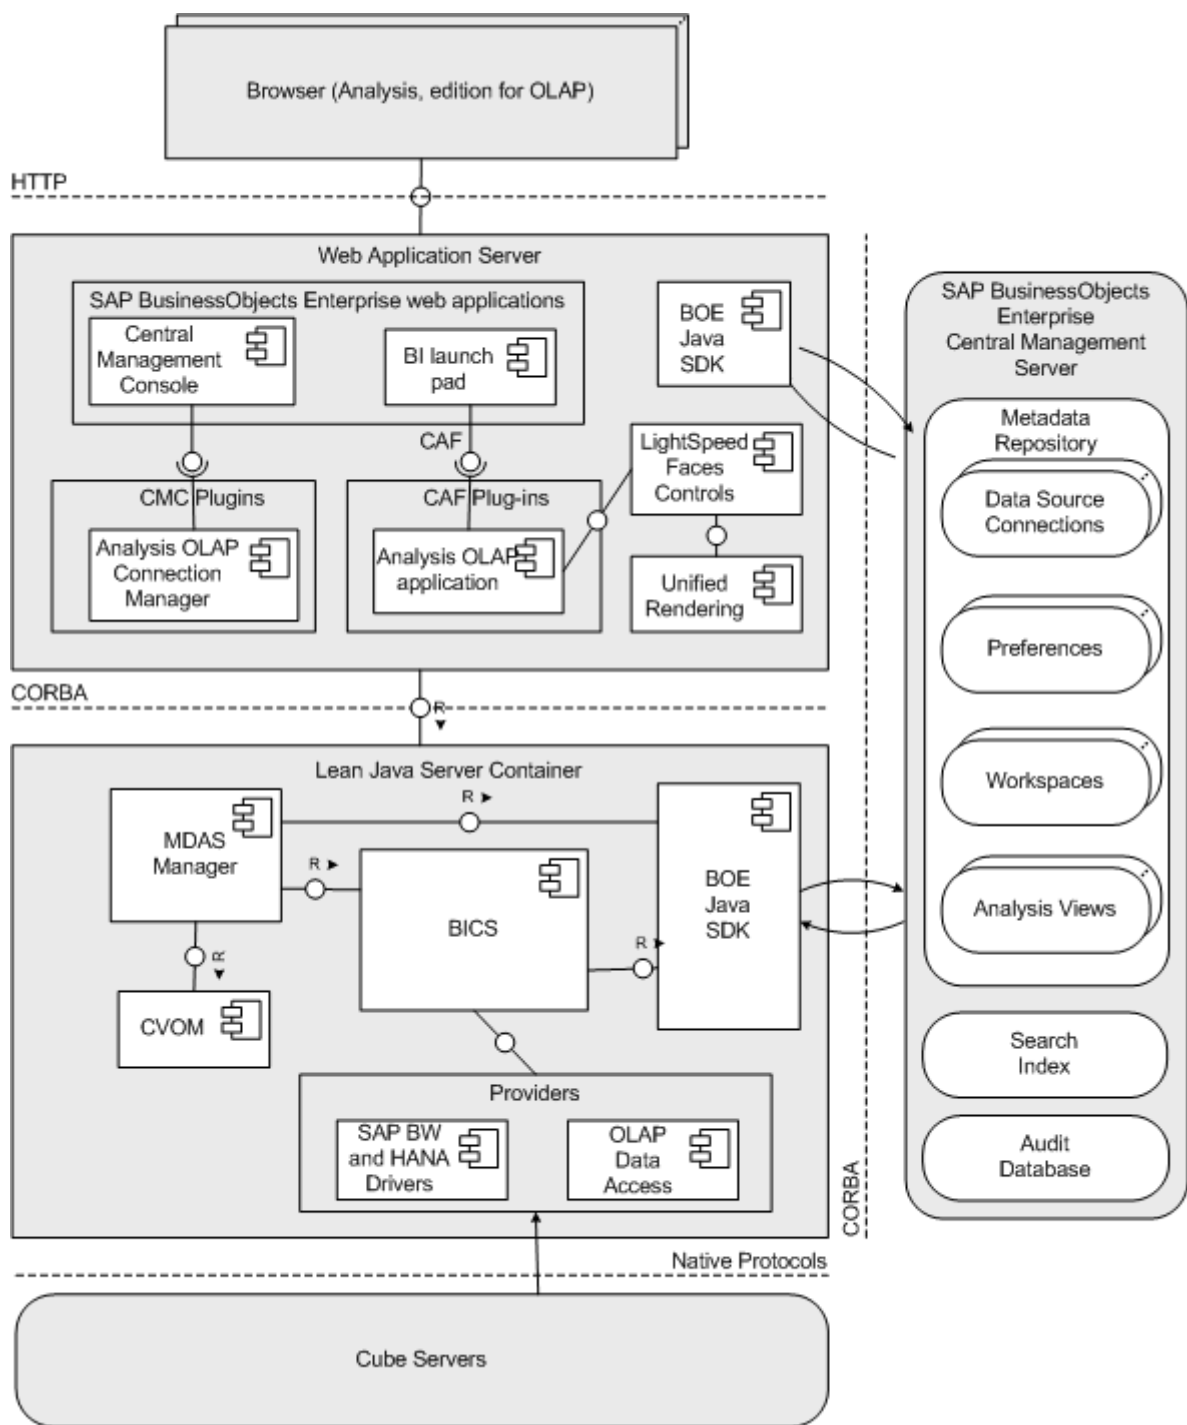 Browser (Analysis, edition for OLAP)
HTTP
Web Application Server
SAP BusinessObjects Enterprise web applications
Central
Management
Console
BI launch
pad
BOE
Java
SDK
CAF
LightSpeed
Faces
Controls
CMC Plugins
Analysis OLAP
Connection
Manager
CAF Plug-ins
Analysis OLAP
application
Unified
Rendering
CORBA
R
Lean Java Server Container
MDAS
Manager
R
R
BICS
BOE
Java
SDK
R
R
CVOM
Providers
SAP BW
and HANA
Drivers
OLAP
Data
Access
CORBA
Native Protocols
Cube Servers
SAP BusinessObjects
Enterprise
Central Management
Server
Metadata
Repository
Data Source
Connections
Preferences
Workspaces
Analysis Views
Search
Index
Audit
Database